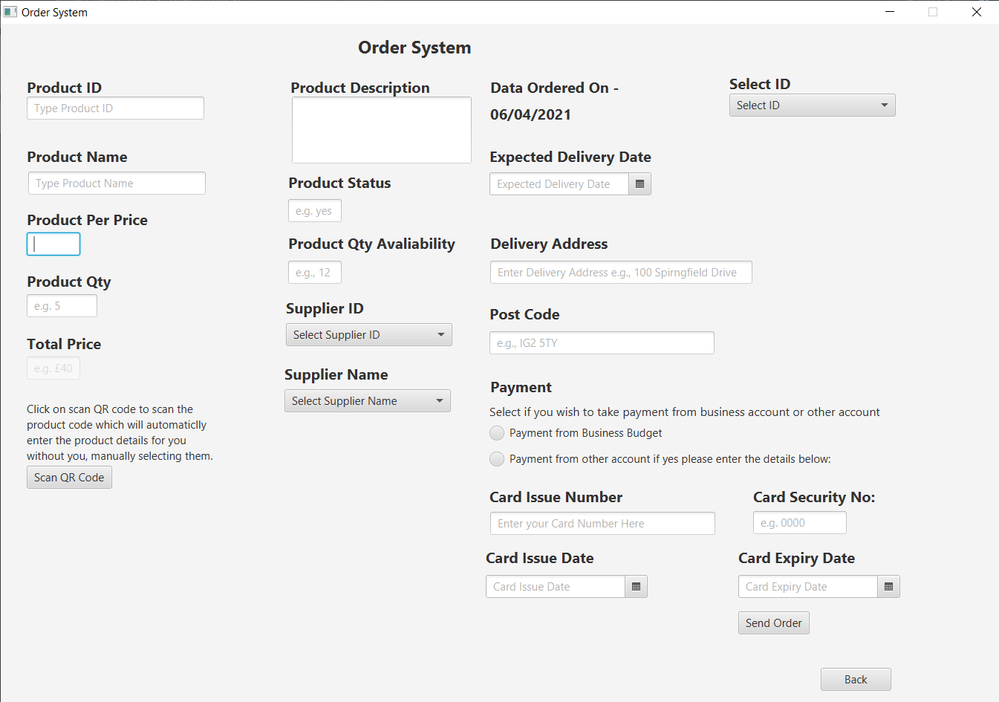 Order System
Order System
Product ID
Type Product ID
Product Name
Type Product Name
Product Per Price
Product Qty
e.g. 5
Total Price
e.g. £40
Click on scan QR code to scan the
product code which will automaticlly
enter the product details for you
without you, manually selecting them.
Scan QR Code
Product Description
Product Status
e.g. yes
Product Qty Avaliability
e.g., 12
Supplier ID
Select Supplier ID
Supplier Name
Select Supplier Name
Data Ordered On -
06/04/2021
Expected Delivery Date
Expected Delivery Date
Delivery Address
Enter Delivery Address e.g., 100 Spirngfield Drive
Post Code
e.g., IG2 5TY
Payment
Select if you wish to take payment from business account or other account
Payment from Business Budget
Payment from other account if yes please enter the details below:
Card Issue Number
Enter your Card Number Here
Card Security No:
e.g. 0000
Card Issue Date
Card Issue Date
Card Expiry Date
Card Expiry Date
Send Order
Select ID
Select ID
Back